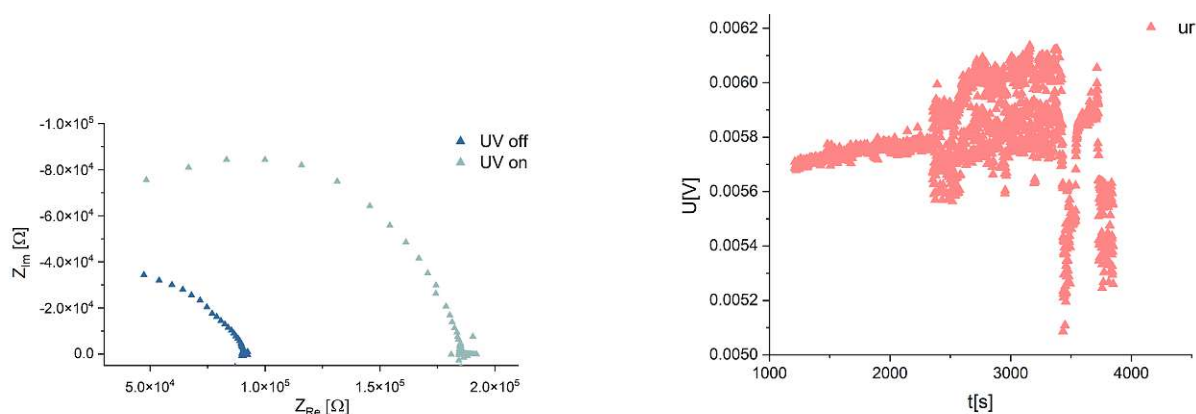 -1.0×10⁵
-8.0×10⁴
-6.0×10⁴
-4.0×10⁴
-2.0×10⁴
0.0
Z_Im [Ω]
5.0×10⁴ 1.0×10⁵ 1.5×10⁵ 2.0×10⁵
Z_Re [Ω]
UV off
UV on
0.0062
0.0060
0.0058
0.0056
0.0054
0.0052
0.0050
U[V]
1000 2000 3000 4000
t[s]
ur